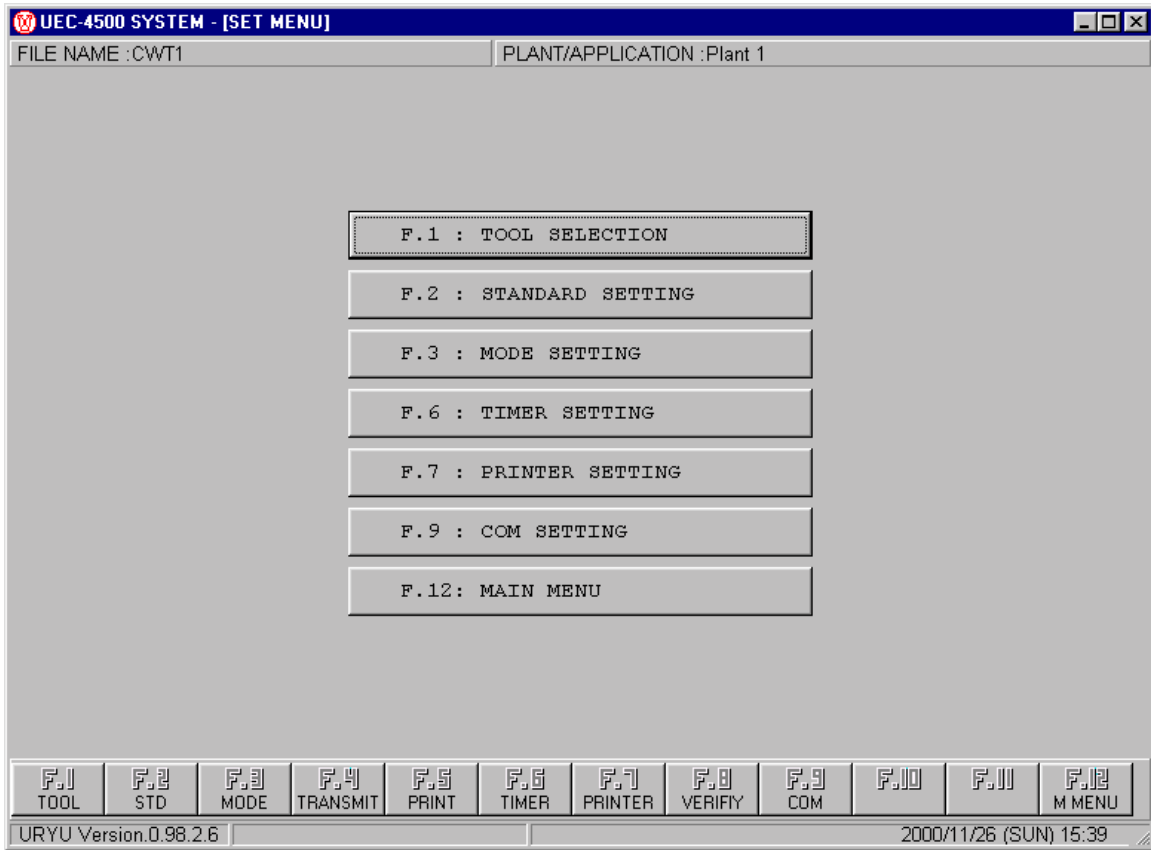 UEC-4500 SYSTEM - [SET MENU]
FILE NAME :CWT1 PLANT/APPLICATION :Plant 1
F.1 : TOOL SELECTION
F.2 : STANDARD SETTING
F.3 : MODE SETTING
F.6 : TIMER SETTING
F.7 : PRINTER SETTING
F.9 : COM SETTING
F.12: MAIN MENU
F.1 F.2 F.3 F.4 F.5 F.6 F.7 F.8 F.9 F.10 F.11 F.12
TOOL STD MODE TRANSMIT PRINT TIMER PRINTER VERIFIY COM M MENU
URYU Version.0.98.2.6 2000/11/26 (SUN) 15:39